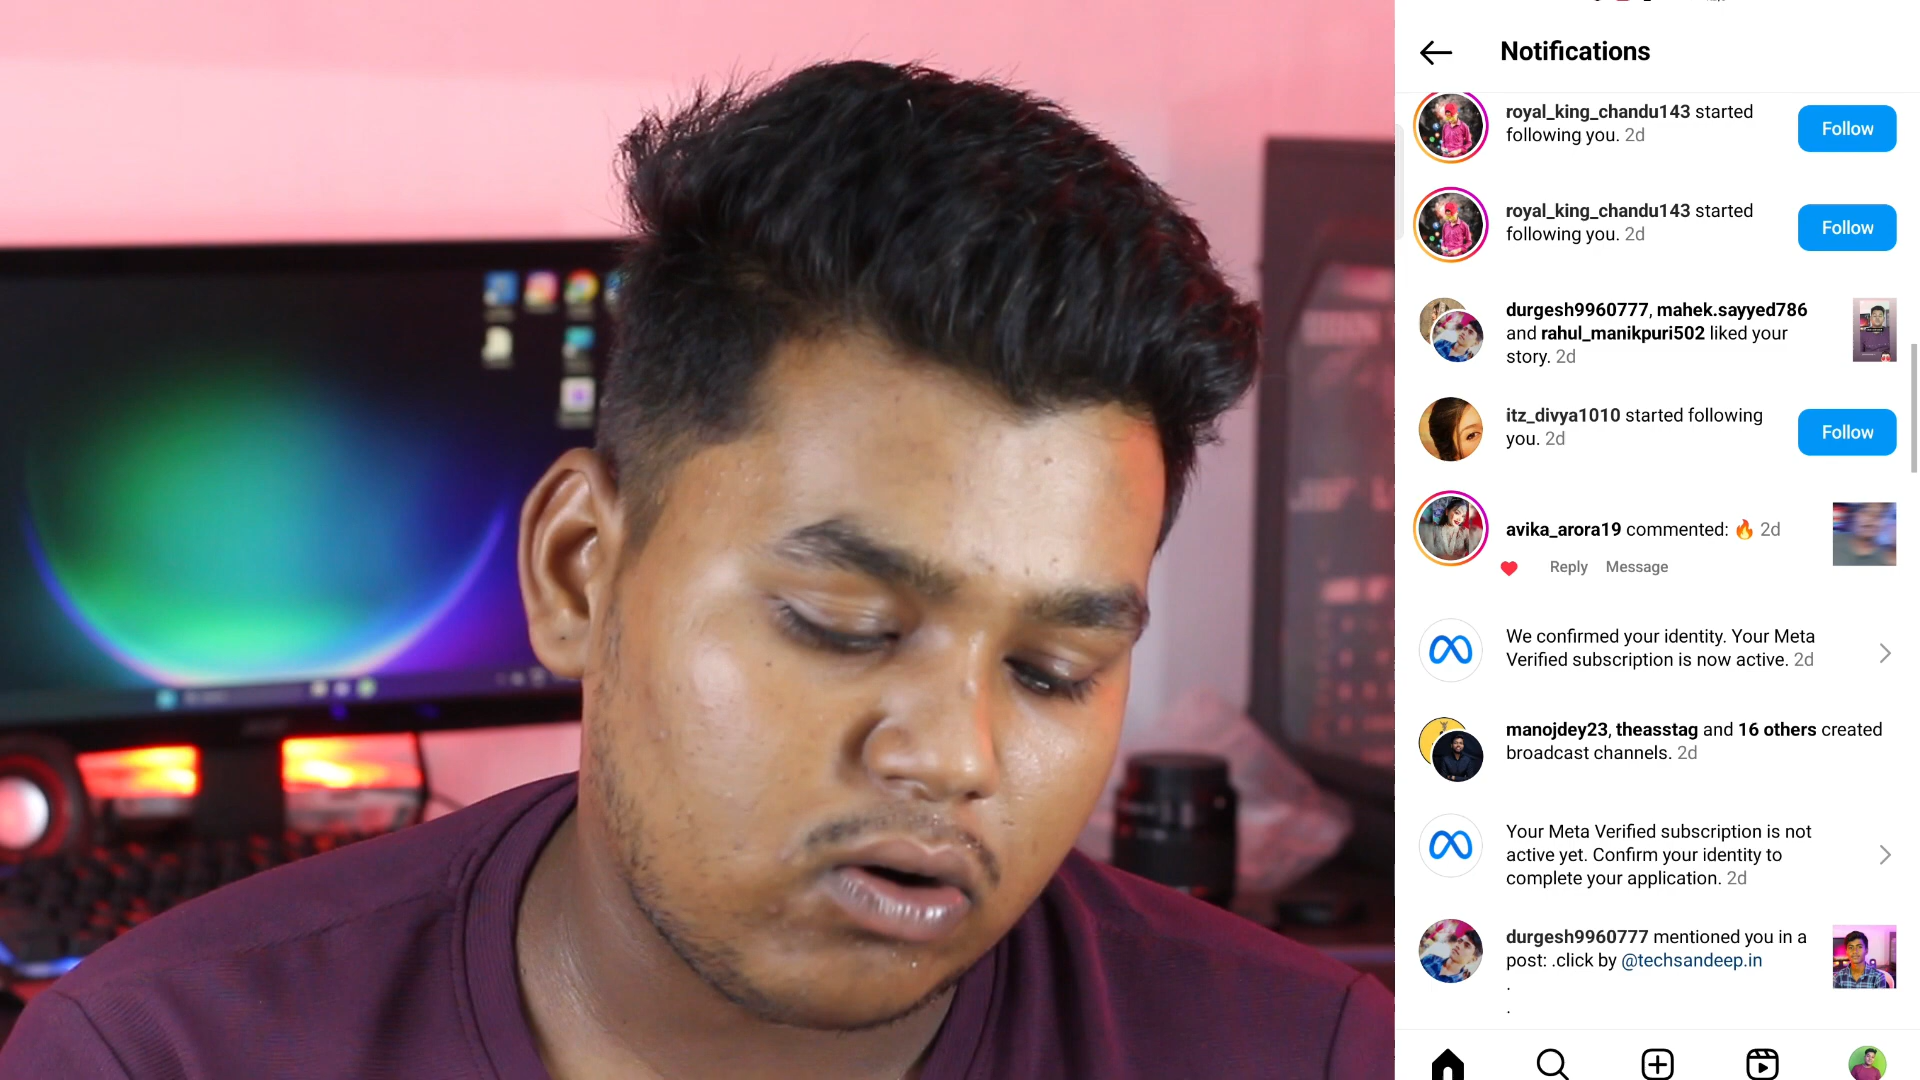 Notifications
royal_king_chandu143 started
following you. 2d
Follow
royal_king_chandu143 started
following you. 2d
Follow
durgesh9960777, mahek.sayyed786
and rahul_manikpuri502 liked your
story. 2d
itz_divya1010 started following
you. 2d
Follow
avika_arora19 commented: 🔥 2d
Reply Message
We confirmed your identity. Your Meta
Verified subscription is now active. 2d
manojdey23, theasstag and 16 others created
broadcast channels. 2d
Your Meta Verified subscription is not
active yet. Confirm your identity to
complete your application. 2d
durgesh9960777 mentioned you in a
post: .click by @techsandeep.in
.
.